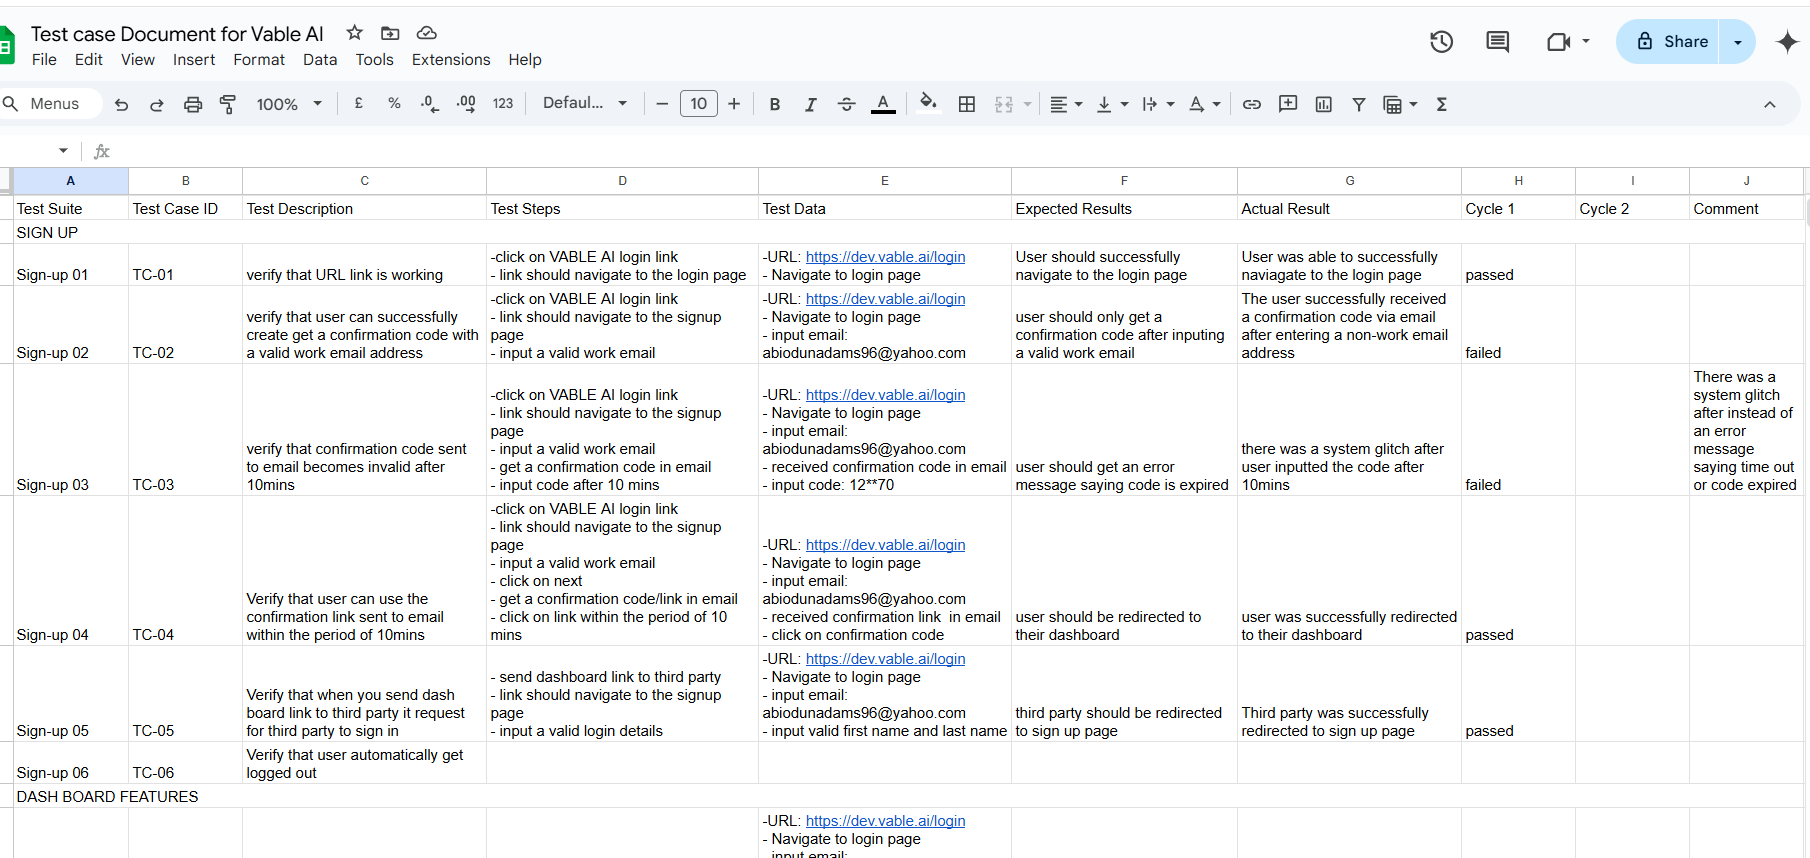 Test case Document for Vable AI
File Edit View Insert Format Data Tools Extensions Help
Share
Menus
100%
£ % .0 .00 123
Defaul...
10
B I A
fx
A B C D E F G H I J
Test Suite Test Case ID Test Description Test Steps Test Data Expected Results Actual Result Cycle 1 Cycle 2 Comment
SIGN UP
Sign-up 01
TC-01
verify that URL link is working
-click on VABLE AI login link
- link should navigate to the login page
-URL: https://dev.vable.ai/login
- Navigate to login page
User should successfully
navigate to the login page
User was able to successfully
naviagate to the login page
passed
Sign-up 02
TC-02
verify that user can successfully
create get a confirmation code with
a valid work email address
-click on VABLE AI login link
- link should navigate to the signup
page
- input a valid work email
-URL: https://dev.vable.ai/login
- Navigate to login page
- input email:
abiodunadams96@yahoo.com
user should only get a
confirmation code after inputing
a valid work email
The user successfully received
a confirmation code via email
after entering a non-work email
address
failed
Sign-up 03
TC-03
verify that confirmation code sent
to email becomes invalid after
10mins
-click on VABLE AI login link
- link should navigate to the signup
page
- input a valid work email
- get a confirmation code in email
- input code after 10 mins
-URL: https://dev.vable.ai/login
- Navigate to login page
- input email:
abiodunadams96@yahoo.com
- received confirmation code in email
- input code: 12**70
user should get an error
message saying code is expired
there was a system glitch after
user inputted the code after
10mins
failed
There was a
system glitch
after instead of
an error
message
saying time out
or code expired
Sign-up 04
TC-04
Verify that user can use the
confirmation link sent to email
within the period of 10mins
-click on VABLE AI login link
- link should navigate to the signup
page
- input a valid work email
- click on next
- get a confirmation code/link in email
- click on link within the period of 10
mins
-URL: https://dev.vable.ai/login
- Navigate to login page
- input email:
abiodunadams96@yahoo.com
- received confirmation link  in email
- click on confirmation code
user should be redirected to
their dashboard
user was successfully redirected
to their dashboard
passed
Sign-up 05
TC-05
Verify that when you send dash
board link to third party it request
for third party to sign in
- send dashboard link to third party
- link should navigate to the signup
page
- input a valid login details
-URL: https://dev.vable.ai/login
- Navigate to login page
- input email:
abiodunadams96@yahoo.com
- input valid first name and last name
third party should be redirected
to sign up page
Third party was successfully
redirected to sign up page
passed
Sign-up 06
TC-06
Verify that user automatically get
logged out
DASH BOARD FEATURES
-URL: https://dev.vable.ai/login
- Navigate to login page
- input email: